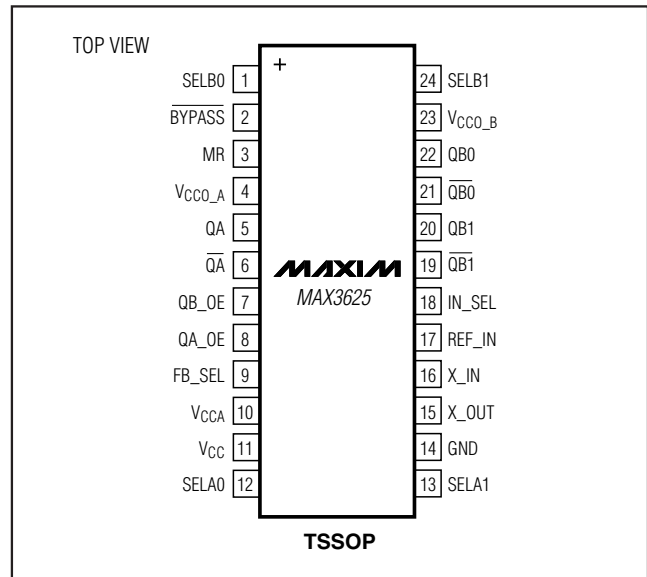 TOP VIEW
+
SELB0 1
BYPASS 2
MR 3
VCCO_A 4
QA 5
QA 6
QB_OE 7
QA_OE 8
FB_SEL 9
VCCA 10
VCC 11
SELA0 12
MAXIM
MAX3625
24 SELB1
23 VCCO_B
22 QB0
21 QB0
20 QB1
19 QB1
18 IN_SEL
17 REF_IN
16 X_IN
15 X_OUT
14 GND
13 SELA1
TSSOP